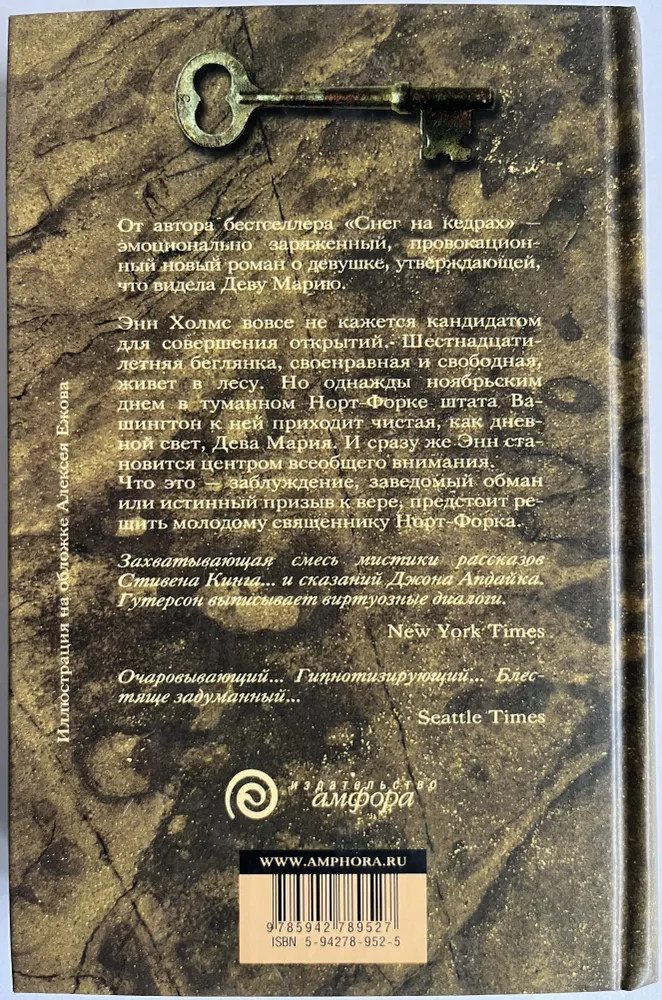 От автора бестселлера «Снег на кедрах» –
эмоционально заряженный, провокацион-
ный новый роман о девушке, утверждающей,
что видела Деву Марию.
Энн Холмс вовсе не кажется кандидатом
для совершения открытий. Шестнадцати-
летняя беглянка, своенравная и свободная,
живет в лесу. Но однажды ноябрьским
днем в туманном Норт-Форке штата Ва-
шингтон к ней приходит чистая, как днев-
ной свет, Дева Мария. И сразу же Энн ста-
новится центром всеобщего внимания.
Что это – заблуждение, заведомый обман
или истинный призыв к вере, предстоит ре-
шить молодому священнику Норт-Форка.
Захватывающая смесь мистики рассказов
Стивена Кинга... и сказаний Джона Апдайка.
Гутерсон выписывает виртуозные диалоги.
New York Times
Очаровывающий... Гипнотизирующий... Блес-
тяще задуманный...
Seattle Times
Иллюстрация на обложке Алексея Ежова
издательство
амфора
WWW.AMPHORA.RU
9 785942 789527
ISBN 5-94278-952-5